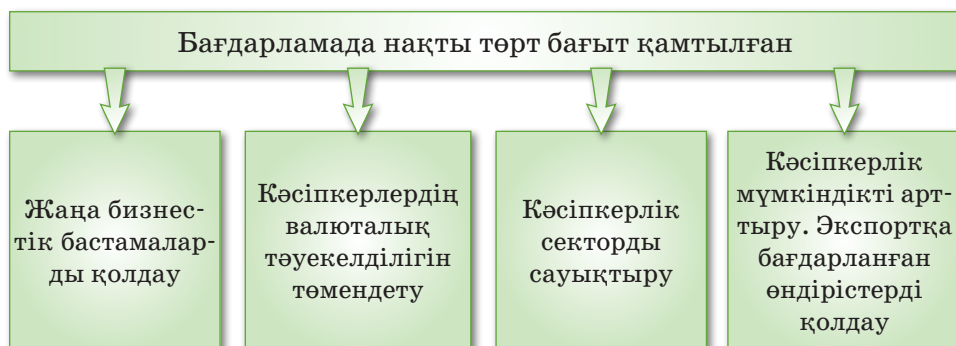 Бағдарламада нақты төрт бағыт қамтылған
Жаңа бизнес-
тік бастамалар-
ды қолдау
Кәсіпкерлердің
валюталық
тәуекелділігін
төмендету
Кәсіпкерлік
секторды
сауықтыру
Кәсіпкерлік
мүмкіндікті арт-
тыру. Экспортқа
бағдарланған
өндірістерді
қолдау